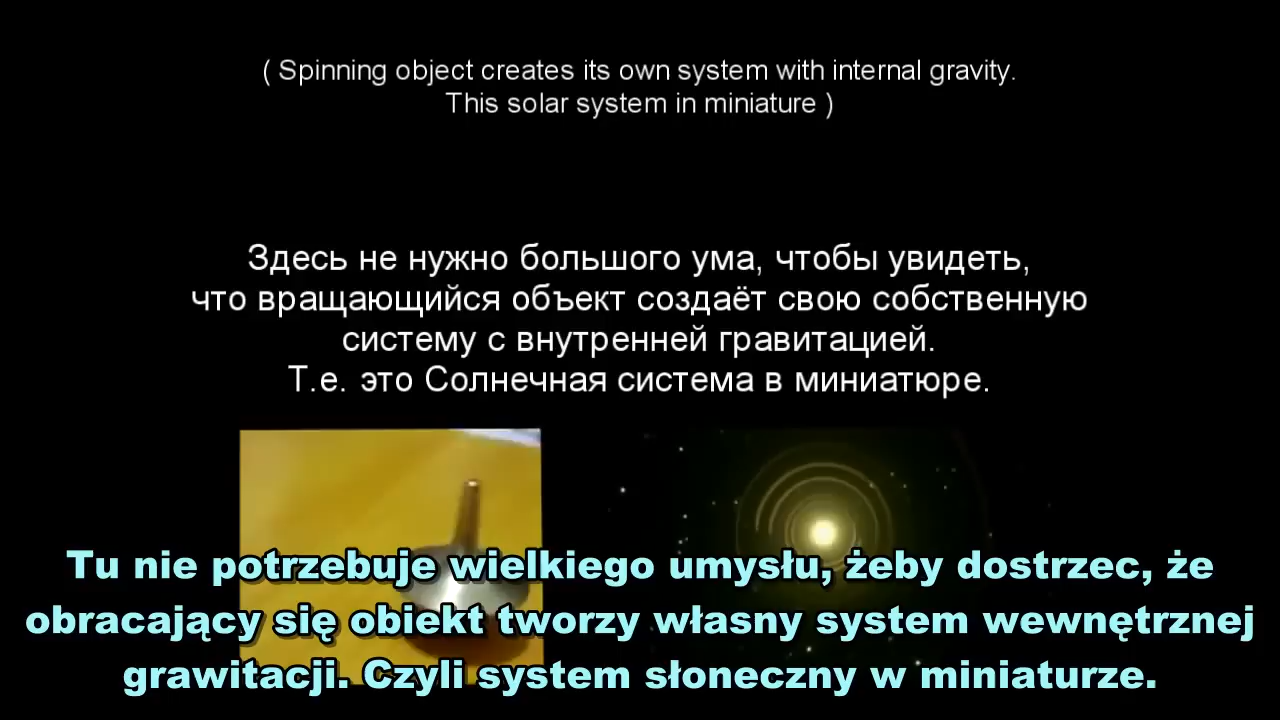 ( Spinning object creates its own system with internal gravity.
This solar system in miniature )
Здесь не нужно большого ума, чтобы увидеть,
что вращающийся объект создаёт свою собственную
систему с внутренней гравитацией.
Т.е. это Солнечная система в миниатюре.
Tu nie potrzebuje wielkiego umysłu, żeby dostrzec, że
obracający się obiekt tworzy własny system wewnętrznej
grawitacji. Czyli system słoneczny w miniaturze.